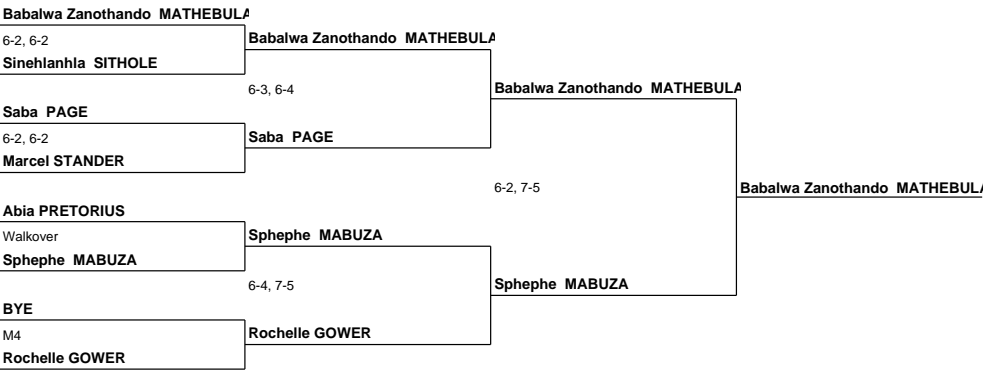 Babalwa Zanothando MATHEBULA
6-2, 6-2
Babalwa Zanothando MATHEBULA
Sinehlanhla SITHOLE
6-3, 6-4
Babalwa Zanothando MATHEBULA
Saba PAGE
6-2, 6-2
Saba PAGE
Marcel STANDER
6-2, 7-5
Babalwa Zanothando MATHEBULA
Abia PRETORIUS
Walkover
Sphephe MABUZA
Sphephe MABUZA
6-4, 7-5
Sphephe MABUZA
BYE
M4
Rochelle GOWER
Rochelle GOWER